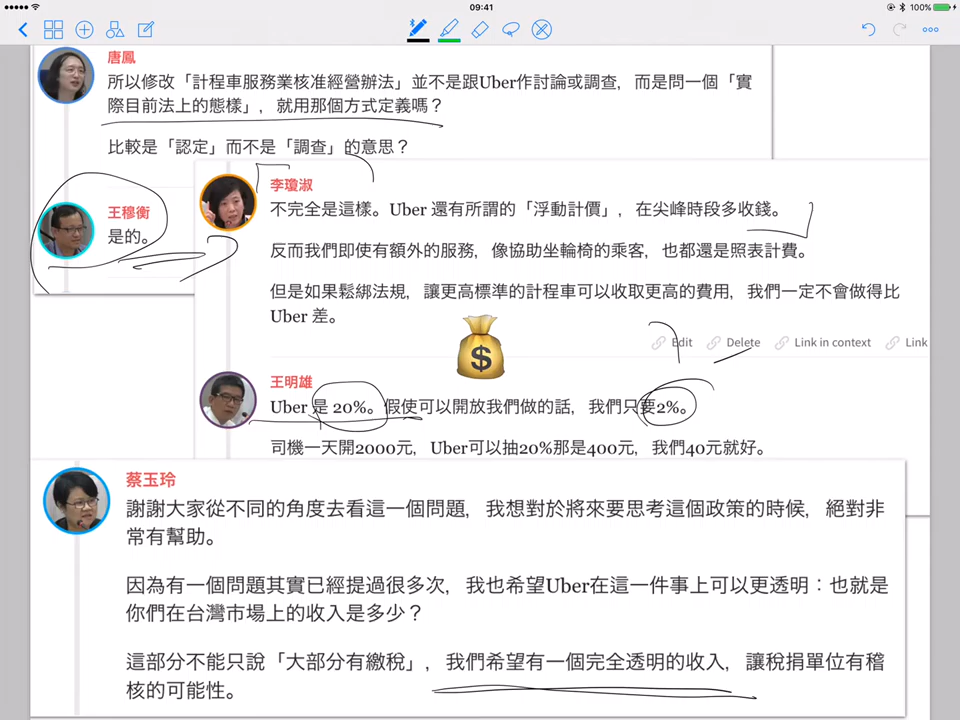 09:41
100%
唐鳳
所以修改「計程車服務業核准經營辦法」並不是跟Uber作討論或調查，而是問一個「實
際目前法上的態樣」，就用那個方式定義嗎？
比較是「認定」而不是「調查」的意思？
王穆衡
是的。
李瓊淑
不完全是這樣。Uber 還有所謂的「浮動計價」，在尖峰時段多收錢。
反而我們即使有額外的服務，像協助坐輪椅的乘客，也都還是照表計費。
但是如果鬆綁法規，讓更高標準的計程車可以收取更高的費用，我們一定不會做得比
Uber 差。
Edit Delete Link in context Link
$
王明雄
Uber 是 20%。假使可以開放我們做的話，我們只要2%。
司機一天開2000元，Uber可以抽20%那是400元，我們40元就好。
蔡玉玲
謝謝大家從不同的角度去看這一個問題，我想對於將來要思考這個政策的時候，絕對非
常有幫助。
因為有一個問題其實已經提過很多次，我也希望Uber在這一件事上可以更透明：也就是
你們在台灣市場上的收入是多少？
這部分不能只說「大部分有繳稅」，我們希望有一個完全透明的收入，讓稅捐單位有稽
核的可能性。